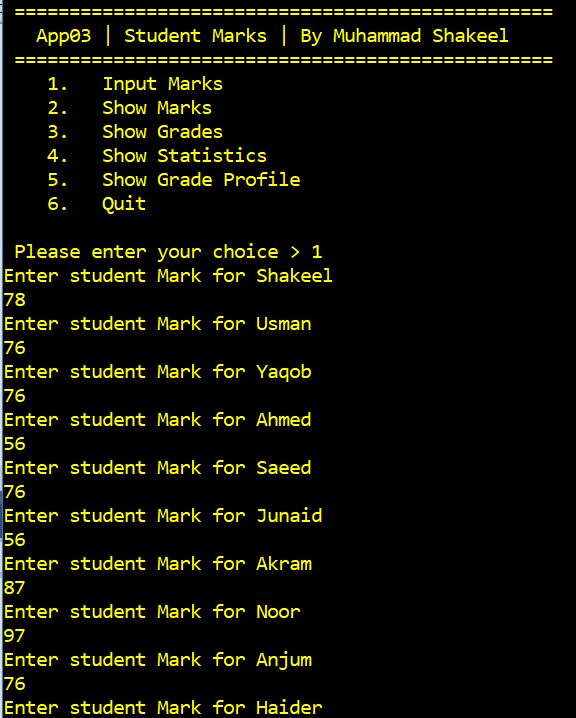 =================================================
App03 | Student Marks | By Muhammad Shakeel
=================================================
1. Input Marks
2. Show Marks
3. Show Grades
4. Show Statistics
5. Show Grade Profile
6. Quit
Please enter your choice > 1
Enter student Mark for Shakeel
78
Enter student Mark for Usman
76
Enter student Mark for Yaqob
76
Enter student Mark for Ahmed
56
Enter student Mark for Saeed
76
Enter student Mark for Junaid
56
Enter student Mark for Akram
87
Enter student Mark for Noor
97
Enter student Mark for Anjum
76
Enter student Mark for Haider